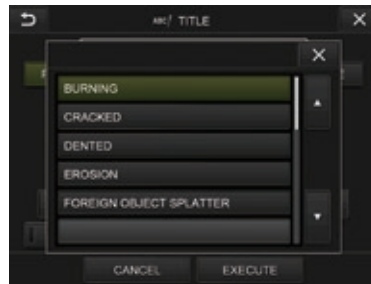 ABC/ TITLE
BURNING
CRACKED
DENTED
EROSION
FOREIGN OBJECT SPLATTER
CANCEL
EXECUTE